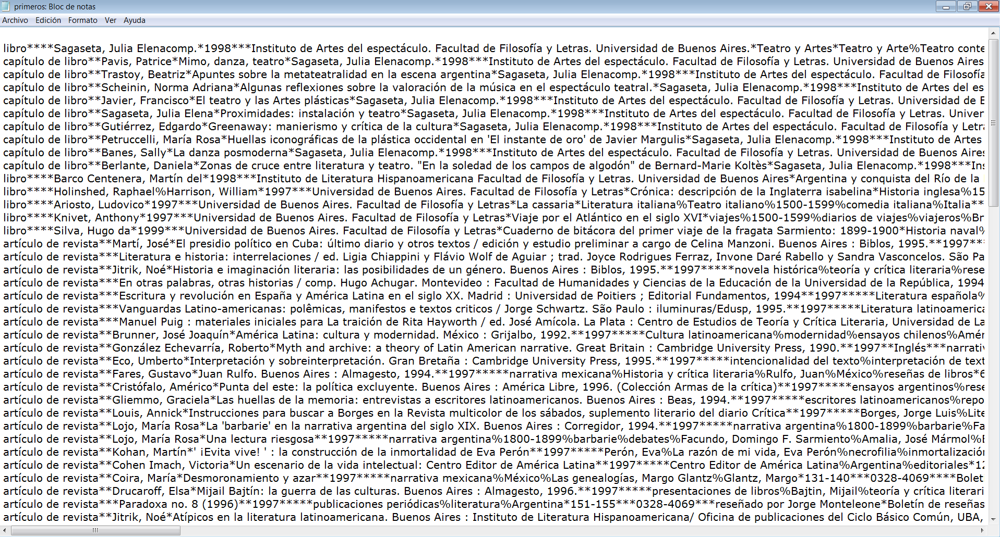 primeros: Bloc de notas
Archivo Edición Formato Ver Ayuda
libro****Sagaseta, Julia Elenacomp.*1998***Instituto de Artes del espectáculo. Facultad de Filosofía y Letras. Universidad de Buenos Aires.*Teatro y Artes*Teatro y Arte%Teatro conte
capítulo de libro**Pavis, Patrice*Mimo, danza, teatro*Sagaseta, Julia Elenacomp.*1998***Instituto de Artes del espectáculo. Facultad de Filosofía y Letras. Universidad de Buenos Aires
capítulo de libro**Trastoy, Beatriz*Apuntes sobre la metateatralidad en la escena argentina*Sagaseta, Julia Elenacomp.*1998***Instituto de Artes del espectáculo. Facultad de Filosofía
capítulo de libro**Scheinin, Norma Adriana*Algunas reflexiones sobre la valoración de la música en el espectáculo teatral.*Sagaseta, Julia Elenacomp.*1998***Instituto de Artes del es
capítulo de libro**Javier, Francisco*El teatro y las Artes plásticas*Sagaseta, Julia Elenacomp.*1998***Instituto de Artes del espectáculo. Facultad de Filosofía y Letras. Universidad de B
capítulo de libro**Sagaseta, Julia Elena*Proximidades: instalación y teatro*Sagaseta, Julia Elenacomp.*1998***Instituto de Artes del espectáculo. Facultad de Filosofía y Letras. Univer
capítulo de libro**Gutiérrez, Edgardo*Greenaway: manierismo y crítica de la cultura*Sagaseta, Julia Elenacomp.*1998***Instituto de Artes del espectáculo. Facultad de Filosofía y Letra
capítulo de libro**Petruccelli, María Rosa*Huellas iconográficas de la plástica occidental en 'El instante de oro' de Javier Margulis*Sagaseta, Julia Elenacomp.*1998***Instituto de Artes
capítulo de libro**Banes, Sally*La danza posmoderna*Sagaseta, Julia Elenacomp.*1998***Instituto de Artes del espectáculo. Facultad de Filosofía y Letras. Universidad de Buenos Aires
capítulo de libro**Berlante, Daniela*Zonas de cruce entre literatura y teatro. "En la soledad de los campos de algodón" de Bernard-Marie Koltès*Sagaseta, Julia Elenacomp.*1998***Ins
libro****Barco Centenera, Martín del*1998***Instituto de Literatura Hispanoamericana Facultad de Filosofía y Letras. Universidad de Buenos Aires*Argentina y conquista del Río de la
libro****Holinshed, Raphael%Harrison, William*1997***Universidad de Buenos Aires. Facultad de Filosofía y Letras*Crónica: descripción de la Inglaterra isabelina*Historia inglesa%15
libro****Ariosto, Ludovico*1997***Universidad de Buenos Aires. Facultad de Filosofía y Letras*La cassaria*Literatura italiana%Teatro italiano%1500-1599%comedia italiana%Italia**
libro****Knivet, Anthony*1997***Universidad de Buenos Aires. Facultad de Filosofía y Letras*Viaje por el Atlántico en el siglo XVI*viajes%1500-1599%diarios de viajes%viajeros%Br
libro****Silva, Hugo da*1999***Universidad de Buenos Aires. Facultad de Filosofía y Letras*Cuaderno de bitácora del primer viaje de la fragata Sarmiento: 1899-1900*Historia naval%
artículo de revista**Martí, José*El presidio político en Cuba: último diario y otros textos / edición y estudio preliminar a cargo de Celina Manzoni. Buenos Aires : Biblos, 1995.**1997**
artículo de revista***Literatura e historia: interrelaciones / ed. Ligia Chiappini y Flávio Wolf de Aguiar ; trad. Joyce Rodrigues Ferraz, Invone Daré Rabello y Sandra Vasconcelos. São Pa
artículo de revista**Jitrik, Noé*Historia e imaginación literaria: las posibilidades de un género. Buenos Aires : Biblos, 1995.**1997*****novela histórica%teoría y crítica literaria%rese
artículo de revista***En otras palabras, otras historias / comp. Hugo Achugar. Montevideo : Facultad de Humanidades y Ciencias de la Educación de la Universidad de la República, 1994
artículo de revista***Escritura y revolución en España y América Latina en el siglo XX. Madrid : Universidad de Poitiers ; Editorial Fundamentos, 1994**1997*****Literatura española%
artículo de revista***Vanguardas Latino-americanas: polêmicas, manifestos e textos criticos / Jorge Schwartz. São Paulo : iluminuras/Edusp, 1995.**1997*****Literatura latinoamerica
artículo de revista***Manuel Puig : materiales iniciales para La traición de Rita Hayworth / ed. José Amícola. La Plata : Centro de Estudios de Teoría y Crítica Literaria, Universidad de La
artículo de revista**Brunner, José Joaquín*América Latina: cultura y modernidad. México : Grijalbo, 1992.**1997*****Cultura latinoamericana%modernidad%ensayos chilenos%Amér
artículo de revista**González Echevarría, Roberto*Myth and archive: a theory of Latin American narrative. Great Britain : Cambridge University Press, 1990.**1997**Inglés***narrativ
artículo de revista**Eco, Umberto*Interpretación y sobreinterpretación. Gran Bretaña : Cambridge University Press, 1995.**1997*****intencionalidad del texto%interpretación de text
artículo de revista**Fares, Gustavo*Juan Rulfo. Buenos Aires : Almagesto, 1994.**1997*****narrativa mexicana%Historia y crítica literaria%Rulfo, Juan%México%reseñas de libros*6
artículo de revista**Cristófalo, Américo*Punta del este: la política excluyente. Buenos Aires : América Libre, 1996. (Colección Armas de la crítica)**1997*****ensayos argentinos%rese
artículo de revista**Gliemmo, Graciela*Las huellas de la memoria: entrevistas a escritores latinoamericanos. Buenos Aires : Beas, 1994.**1997*****escritores latinoamericanos%repo
artículo de revista**Louis, Annick*Instrucciones para buscar a Borges en la Revista multicolor de los sábados, suplemento literario del diario Crítica**1997*****Borges, Jorge Luis%Lite
artículo de revista**Lojo, María Rosa*La 'barbarie' en la narrativa argentina del siglo XIX. Buenos Aires : Corregidor, 1994.**1997*****narrativa argentina%1800-1899%barbarie%Fa
artículo de revista**Lojo, María Rosa*Una lectura riesgosa**1997*****narrativa argentina%1800-1899%barbarie%debates%Facundo, Domingo F. Sarmiento%Amalia, José Mármol%E
artículo de revista**Kohan, Martín*' ¡Evita vive! ' : la construcción de la inmortalidad de Eva Perón**1997*****Perón, Eva%La razón de mi vida, Eva Perón%necrofilia%inmortalización
artículo de revista**Cohen Imach, Victoria*Un escenario de la vida intelectual: Centro Editor de América Latina**1997*****Centro Editor de América Latina%Argentina%editoriales*12
artículo de revista**Coira, María*Desmoronamiento y azar**1997*****narrativa mexicana%México%Las genealogías, Margo Glantz%Glantz, Margo*131-140***0328-4069****Bolet
artículo de revista**Drucaroff, Elsa*Mijail Bajtín: la guerra de las culturas. Buenos Aires : Almagesto, 1996.**1997*****presentaciones de libros%Bajtin, Mijail%teoría y crítica literari
artículo de revista***Paradoxa no. 8 (1996)**1997*****publicaciones periódicas%literatura%Argentina*151-155***0328-4069***reseñado por Jorge Monteleone*Boletín de reseñas
artículo de revista**Jitrik, Noé*Atípicos en la literatura latinoamericana. Buenos Aires : Instituto de Literatura Hispanoamericana/ Oficina de publicaciones del Ciclo Básico Común, UBA,